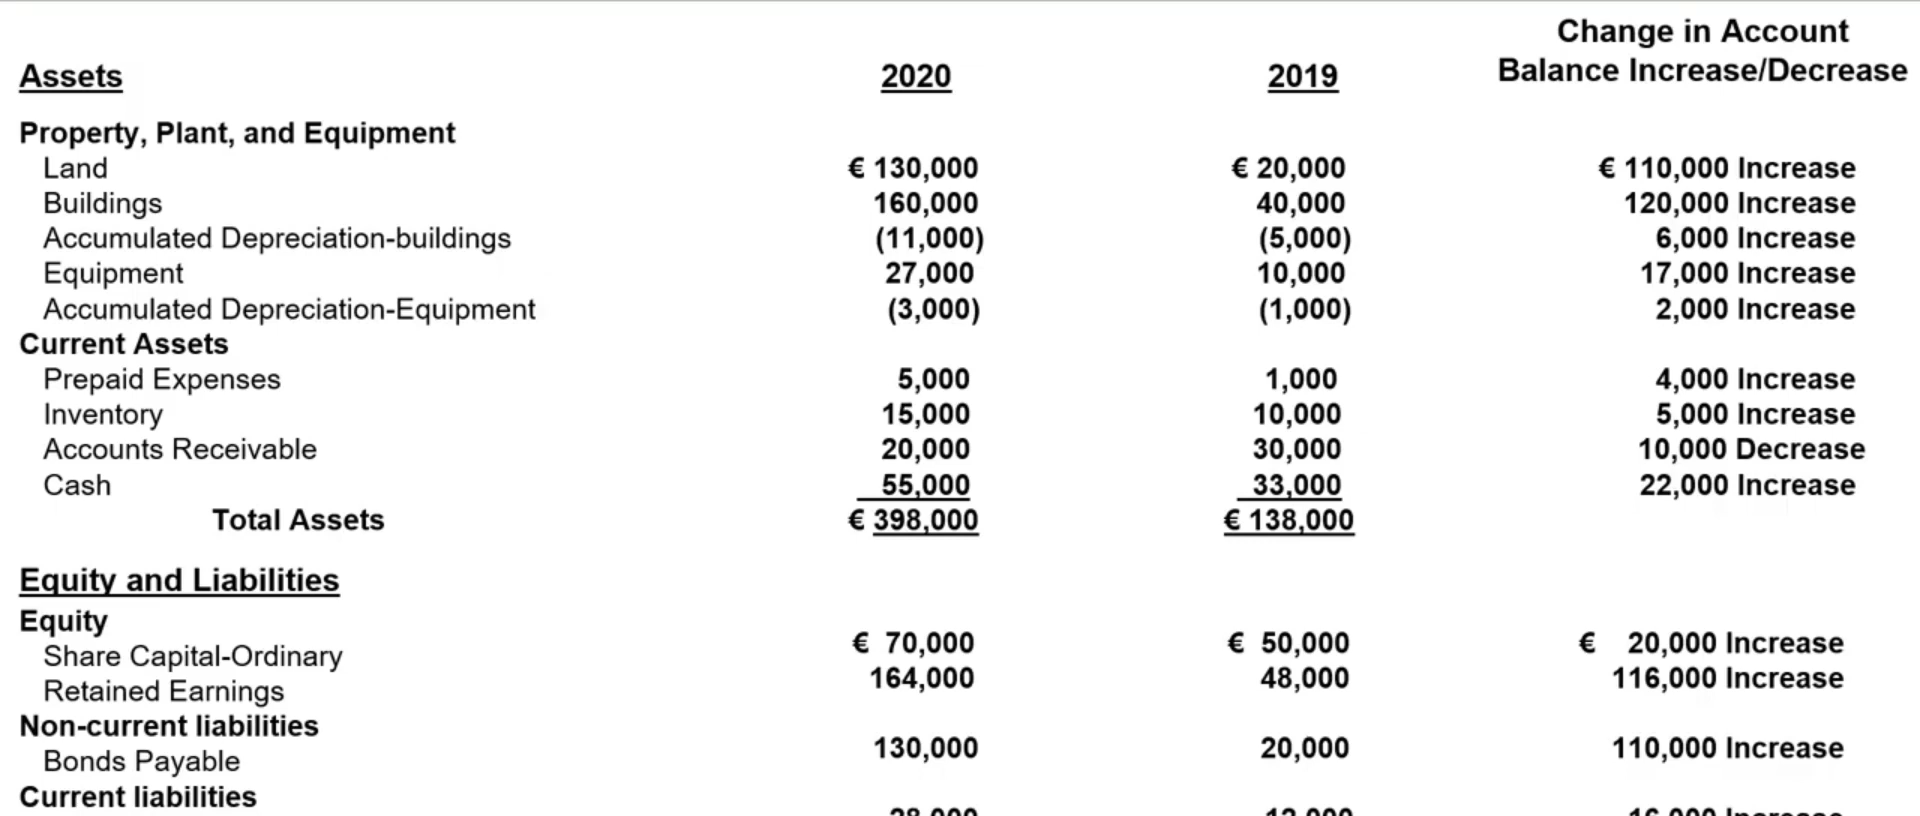 Change in Account
Assets 2020 2019 Balance Increase/Decrease
Property, Plant, and Equipment
Land € 130,000 € 20,000 € 110,000 Increase
Buildings 160,000 40,000 120,000 Increase
Accumulated Depreciation-buildings (11,000) (5,000) 6,000 Increase
Equipment 27,000 10,000 17,000 Increase
Accumulated Depreciation-Equipment (3,000) (1,000) 2,000 Increase
Current Assets
Prepaid Expenses 5,000 1,000 4,000 Increase
Inventory 15,000 10,000 5,000 Increase
Accounts Receivable 20,000 30,000 10,000 Decrease
Cash 55,000 33,000 22,000 Increase
Total Assets € 398,000 € 138,000
Equity and Liabilities
Equity
Share Capital-Ordinary € 70,000 € 50,000 € 20,000 Increase
Retained Earnings 164,000 48,000 116,000 Increase
Non-current liabilities
Bonds Payable 130,000 20,000 110,000 Increase
Current liabilities